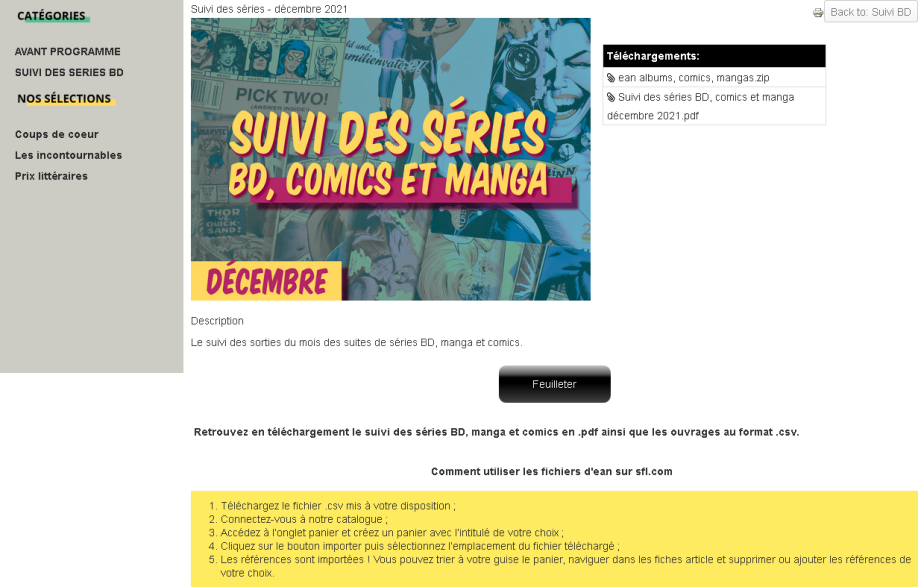 CATÉGORIES
AVANT PROGRAMME
SUIVI DES SERIES BD
NOS SÉLECTIONS
Coups de coeur
Les incontournables
Prix littéraires
Suivi des séries - décembre 2021
Back to: Suivi BD
PICK TWO!
SUIVI DES SÉRIES
BD, COMICS ET MANGA
THOR
QUICK-
SAND!
DÉCEMBRE
Téléchargements:
ean albums, comics, mangas.zip
Suivi des séries BD, comics et manga
décembre 2021.pdf
Description
Le suivi des sorties du mois des suites de séries BD, manga et comics.
Feuilleter
Retrouvez en téléchargement le suivi des séries BD, manga et comics en .pdf ainsi que les ouvrages au format .csv.
Comment utiliser les fichiers d'ean sur sfl.com
1. Téléchargez le fichier .csv mis à votre disposition ;
2. Connectez-vous à notre catalogue ;
3. Accédez à l'onglet panier et créez un panier avec l'intitulé de votre choix ;
4. Cliquez sur le bouton importer puis sélectionnez l'emplacement du fichier téléchargé ;
5. Les références sont importées ! Vous pouvez trier à votre guise le panier, naviguer dans les fiches article et supprimer ou ajouter les références de
votre choix.